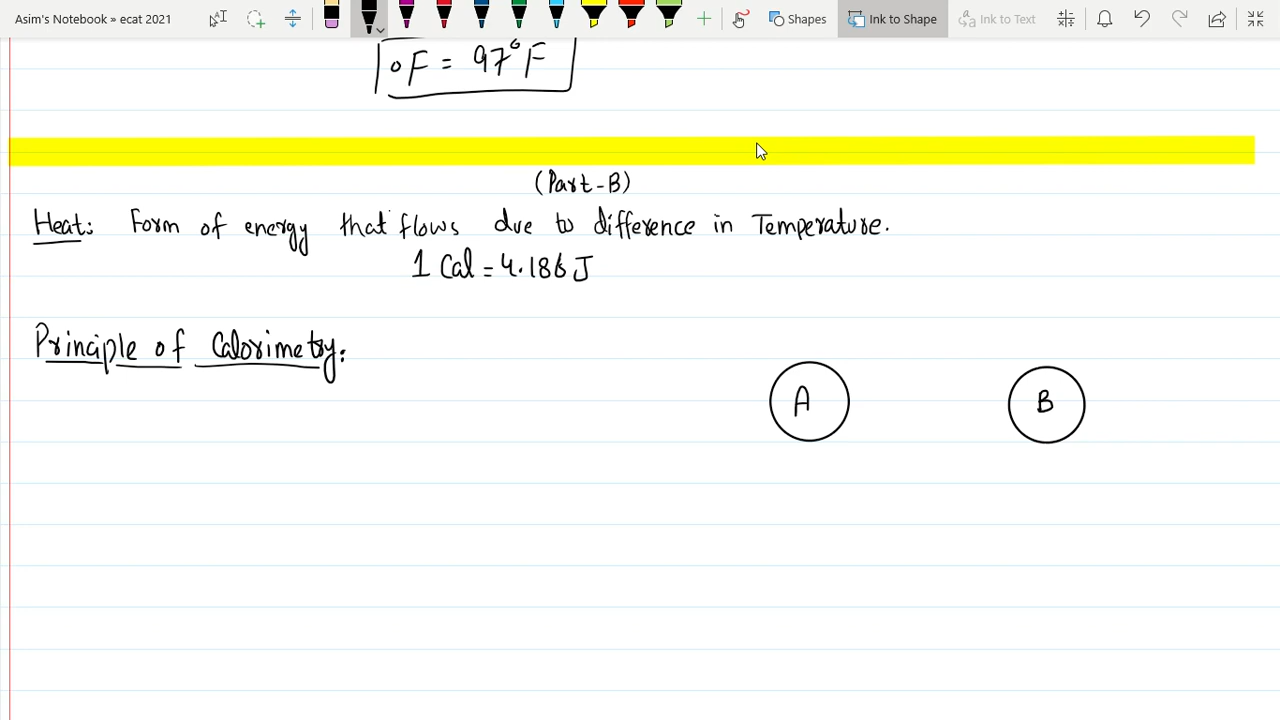 Asim's Notebook » ecat 2021
Shapes
Ink to Shape
Ink to Text
°F = 97°F
(Part-B)
Heat: Form of energy that flows due to difference in Temperature.
1 Cal = 4.186 J
Principle of Calorimetry:
A
B